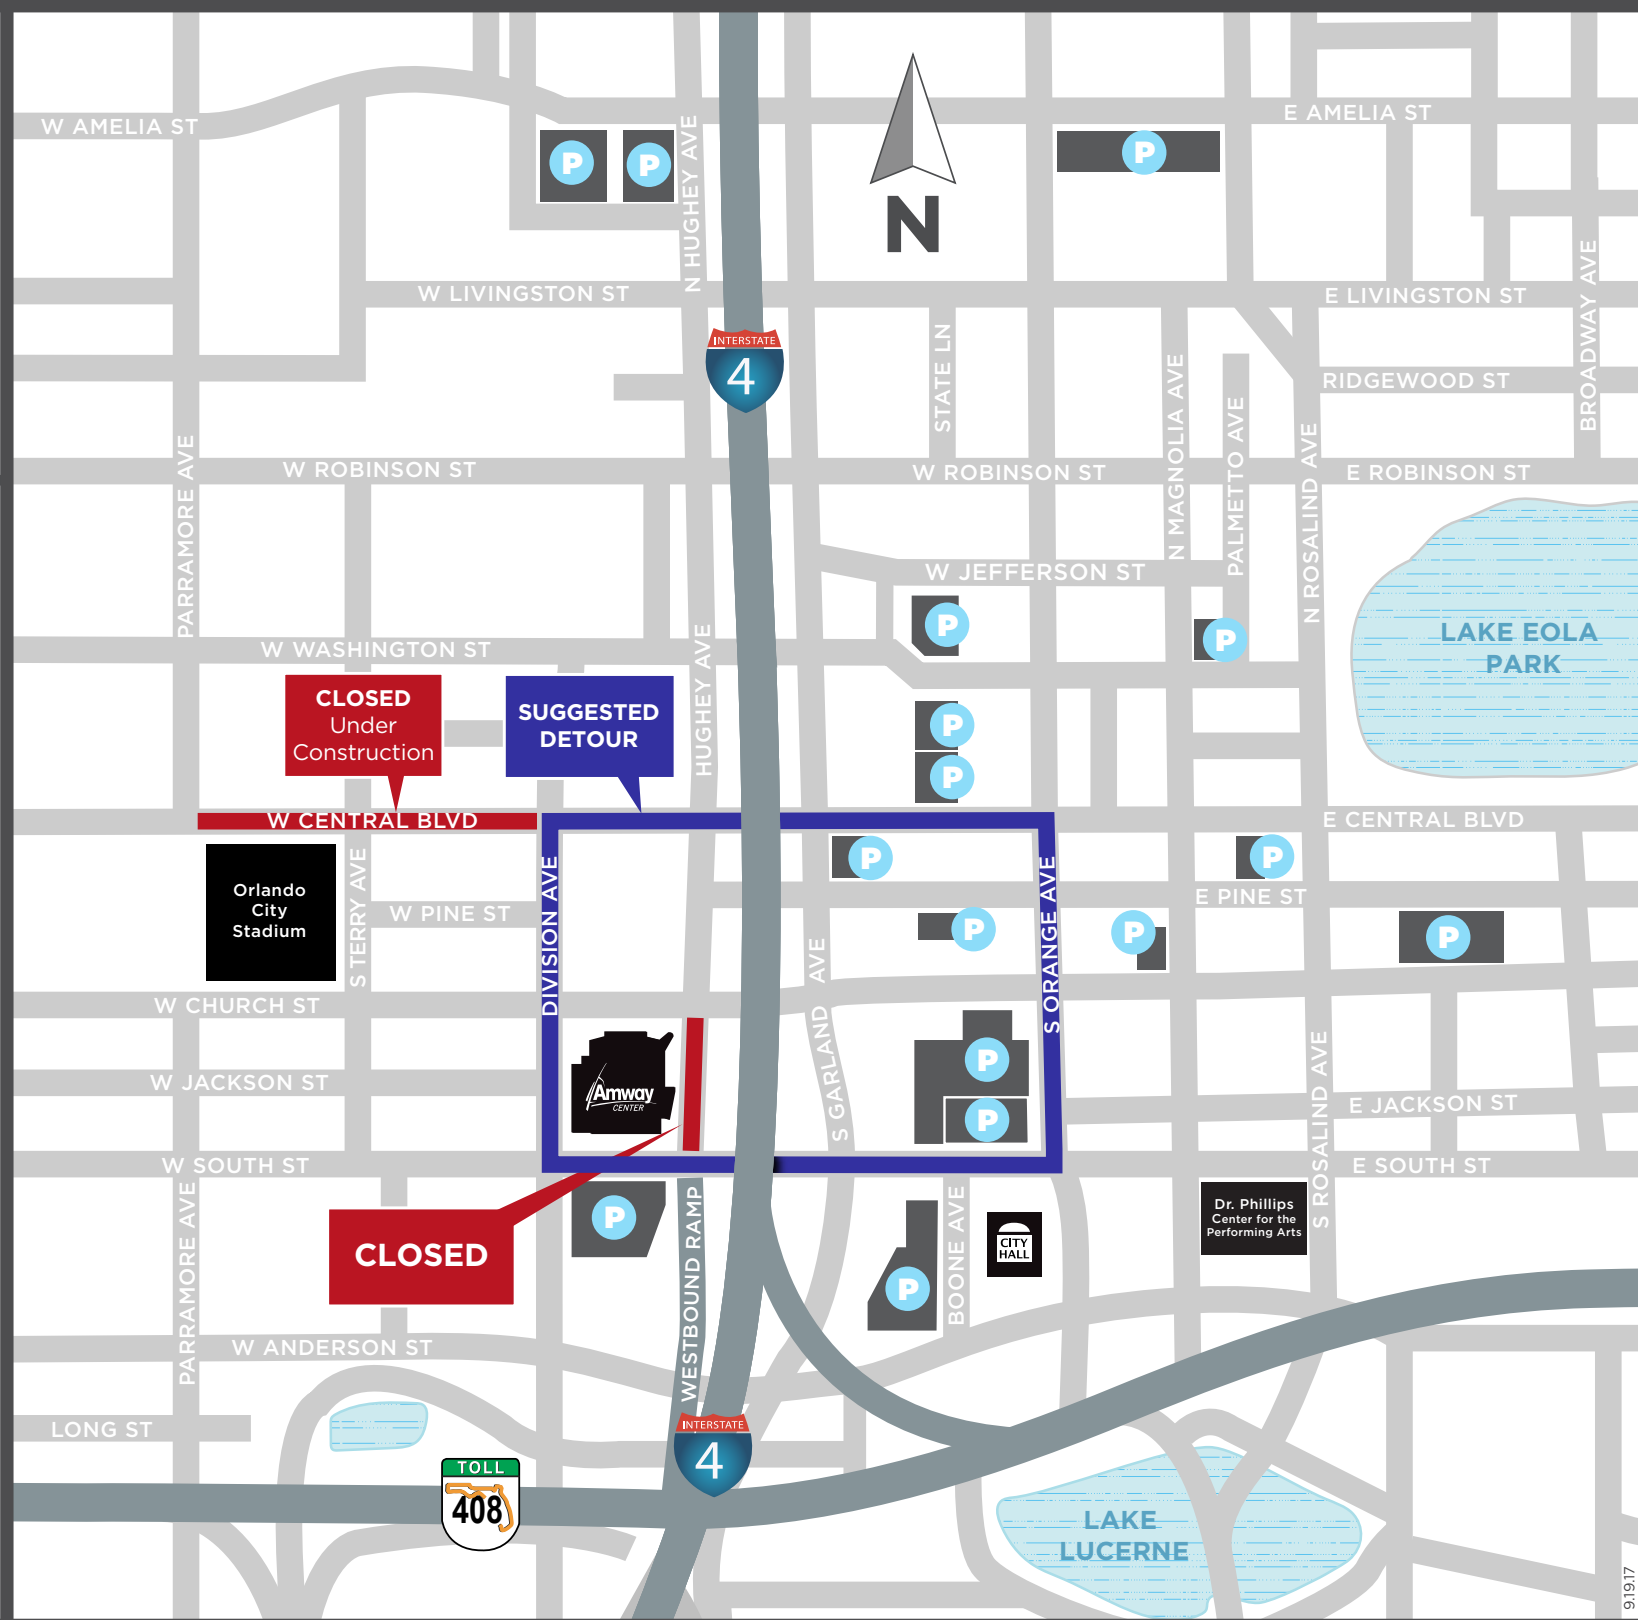 W AMELIA ST
E AMELIA ST
P
P
P
N HUGHEY AVE
N
W LIVINGSTON ST
E LIVINGSTON ST
BROADWAY AVE
INTERSTATE
4
STATE LN
N MAGNOLIA AVE
PALMETTO AVE
RIDGEWOOD ST
N ROSALIND AVE
PARRAMORE AVE
W ROBINSON ST
W ROBINSON ST
E ROBINSON ST
W JEFFERSON ST
P
P
LAKE EOLA
PARK
W WASHINGTON ST
HUGHEY AVE
CLOSED
Under
Construction
SUGGESTED
DETOUR
P
P
W CENTRAL BLVD
E CENTRAL BLVD
P
P
Orlando
City
Stadium
S TERRY AVE
W PINE ST
DIVISION AVE
S GARLAND AVE
S ORANGE AVE
E PINE ST
P
P
P
W CHURCH ST
Amway
CENTER
P
P
W JACKSON ST
E JACKSON ST
S ROSALIND AVE
W SOUTH ST
E SOUTH ST
PARRAMORE AVE
CLOSED
P
WESTBOUND RAMP
P
BOONE AVE
CITY
HALL
Dr. Phillips
Center for the
Performing Arts
W ANDERSON ST
LONG ST
INTERSTATE
4
TOLL
408
LAKE
LUCERNE
9.19.17